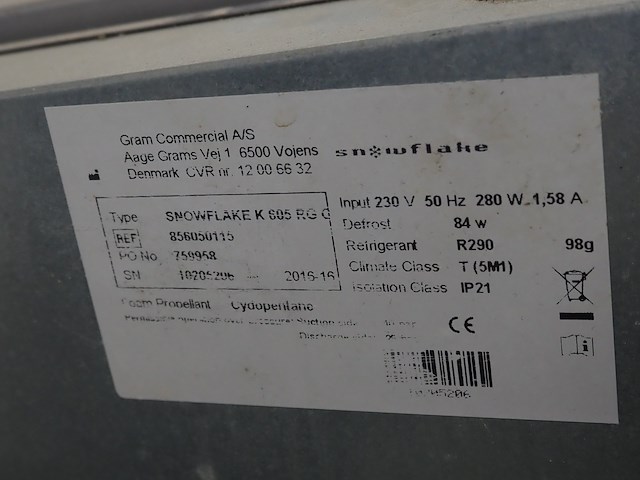 Gram Commercial A/S
Aage Grams Vej 1 6500 Vojens
Denmark CVR nr. 12 00 66 32
snowflake
Type SNOWFLAKE K 605 RG C
REF 856050115
PO No. 759958
SN 2015-16
Input 230 V 50 Hz 280 W 1,58 A
Defrost 84 w
Refrigerant R290 98g
Climate Class T (5M1)
Isolation Class IP21
Foam Propellant Cyclopentane
CE